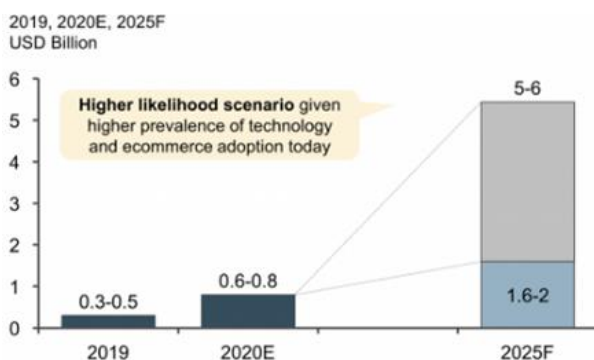 2019, 2020E, 2025F
USD Billion
6
5
4
3
2
1
0
Higher likelihood scenario given
higher prevalence of technology
and ecommerce adoption today
0.3-0.5
0.6-0.8
5-6
1.6-2
2019
2020E
2025F